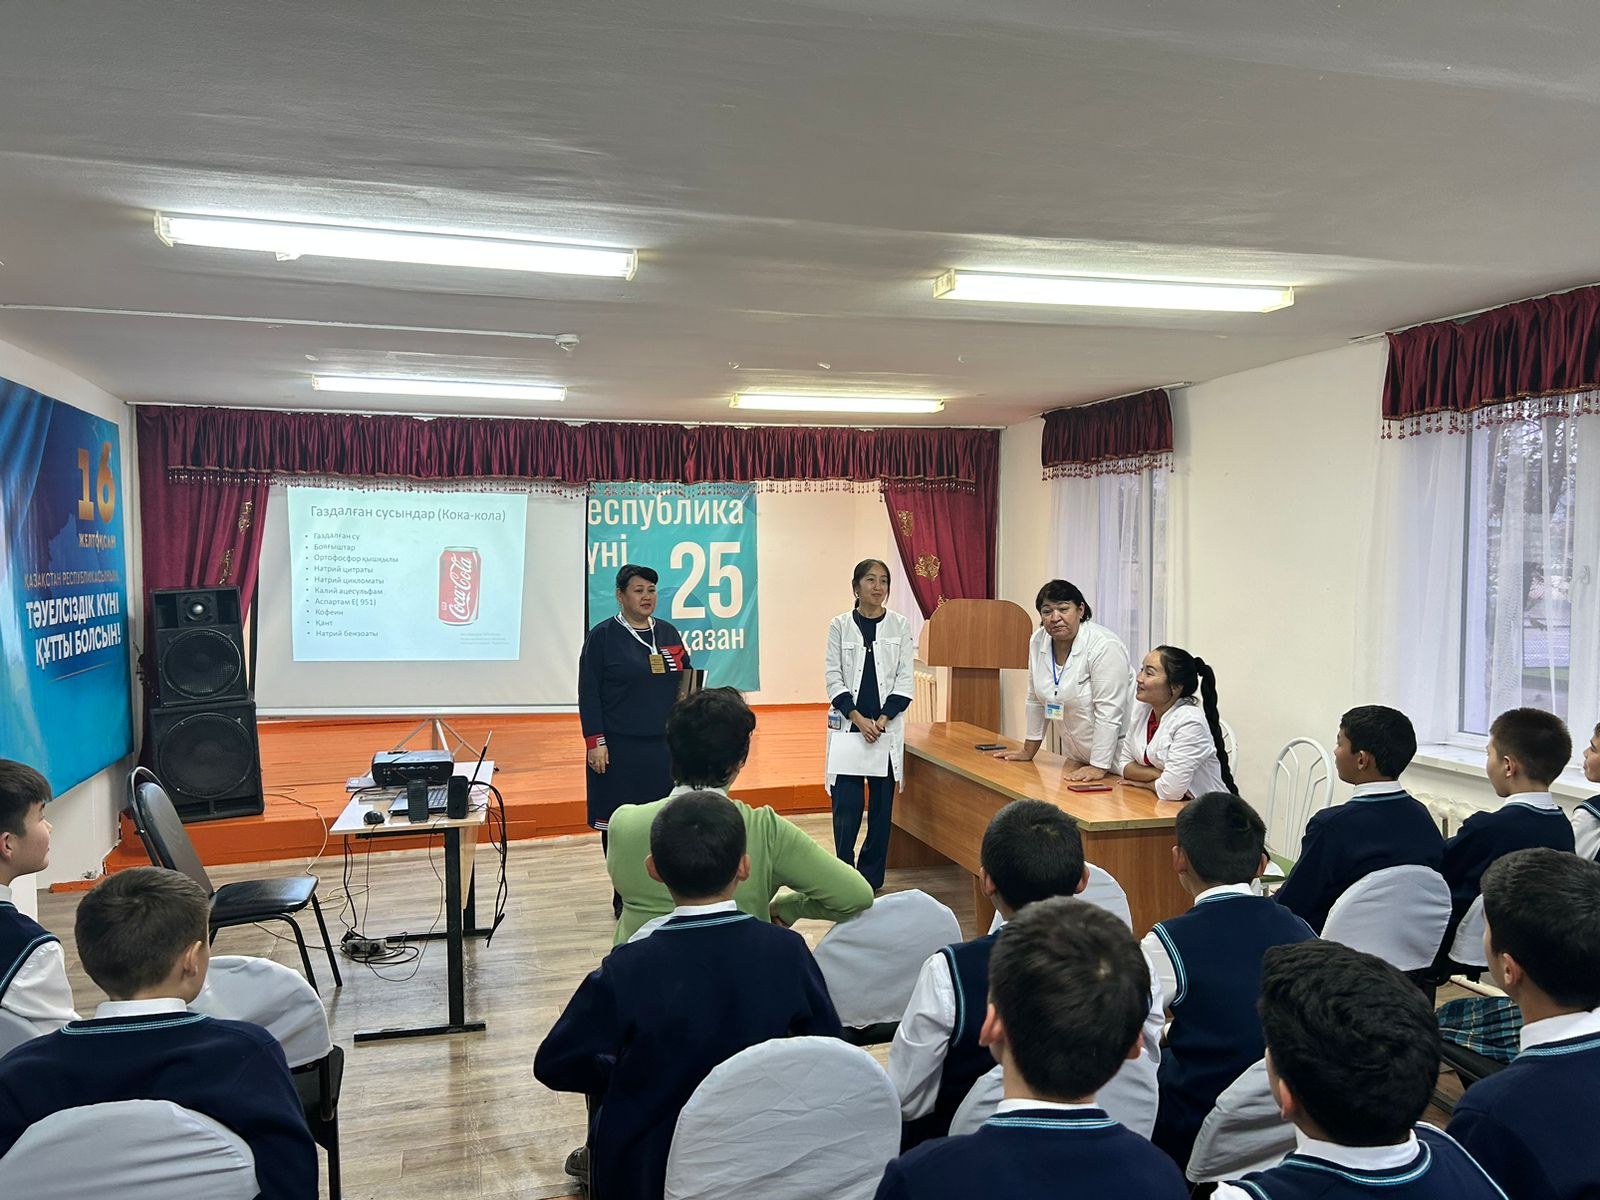 16
ЖЕЛТОҚСАН
ҚАЗАҚСТАН РЕСПУБЛИКАСЫНЫҢ
ТӘУЕЛСІЗДІК КҮНІ
ҚҰТТЫ БОЛСЫН!
Газдалған сусындар (Кока-кола)
• Газдалған су
• Бояғыштар
• Ортофосфор қышқылы
• Натрий цитраты
• Натрий цикломаты
• Калий ацесульфам
• Аспартам Е( 951)
• Кофеин
• Қант
• Натрий бензоаты
Coca-Cola
еспублика
үні
25
қазан